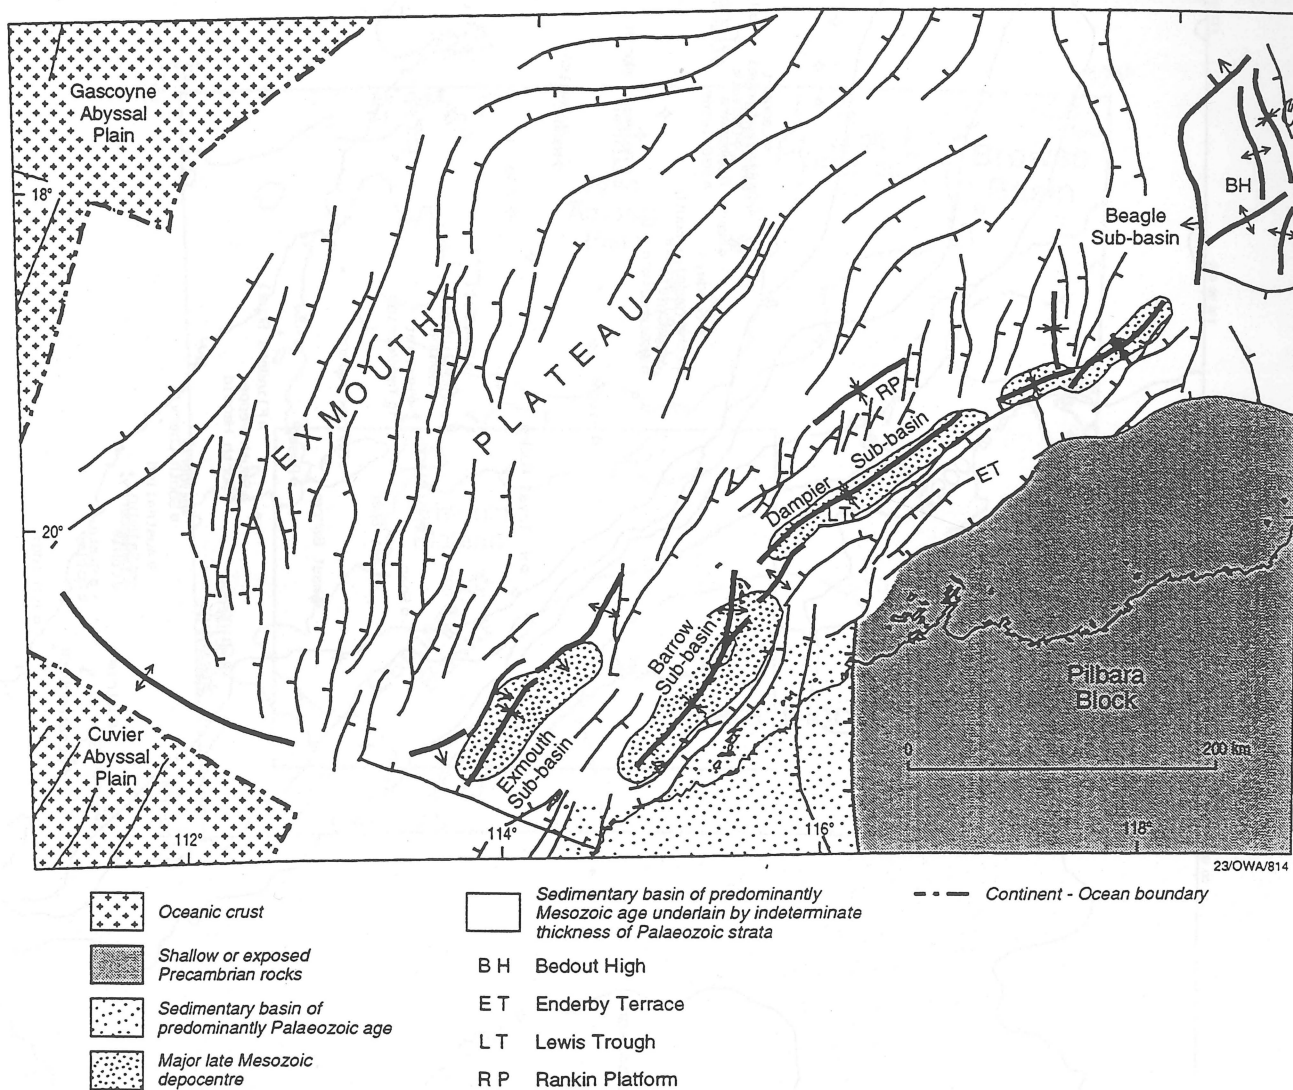 Gascoyne
Abyssal
Plain
18°
BH
Beagle
Sub-basin
EXMOUTH
PLATEAU
RP
Dampier Sub-basin
LT
ET
20°
Barrow
Sub-basin
Exmouth
Sub-basin
Pilbara
Block
Cuvier
Abyssal
Plain
0 200 km
112° 114° 116° 118°
23/OWA/814
Oceanic crust
Shallow or exposed
Precambrian rocks
Sedimentary basin of
predominantly Palaeozoic age
Major late Mesozoic
depocentre
Sedimentary basin of predominantly
Mesozoic age underlain by indeterminate
thickness of Palaeozoic strata
B H Bedout High
E T Enderby Terrace
L T Lewis Trough
R P Rankin Platform
Continent - Ocean boundary